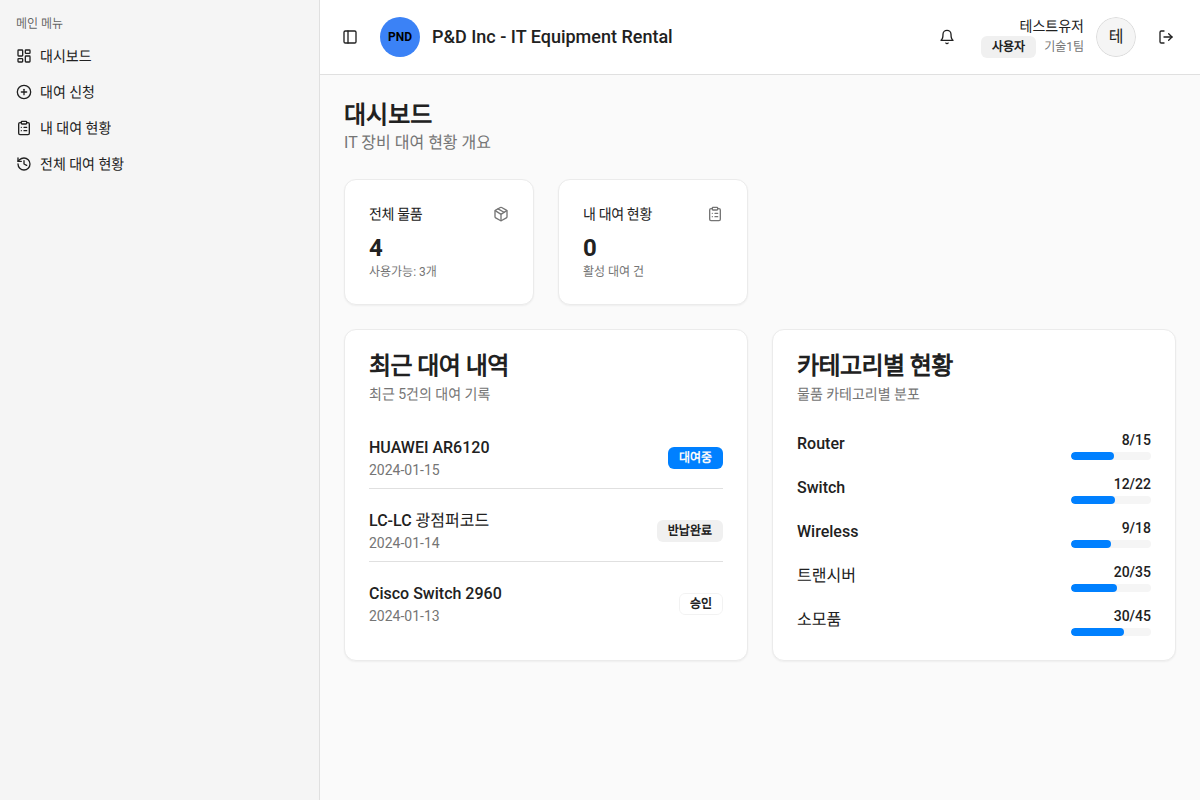 메인 메뉴
대시보드
대여 신청
내 대여 현황
전체 대여 현황
PND
P&D Inc - IT Equipment Rental
테스트유저
사용자
기술1팀
테
대시보드
IT 장비 대여 현황 개요
전체 물품
4
사용가능: 3개
내 대여 현황
0
활성 대여 건
최근 대여 내역
최근 5건의 대여 기록
HUAWEI AR6120
2024-01-15
대여중
LC-LC 광점퍼코드
2024-01-14
반납완료
Cisco Switch 2960
2024-01-13
승인
카테고리별 현황
물품 카테고리별 분포
Router
8/15
Switch
12/22
Wireless
9/18
트랜시버
20/35
소모품
30/45